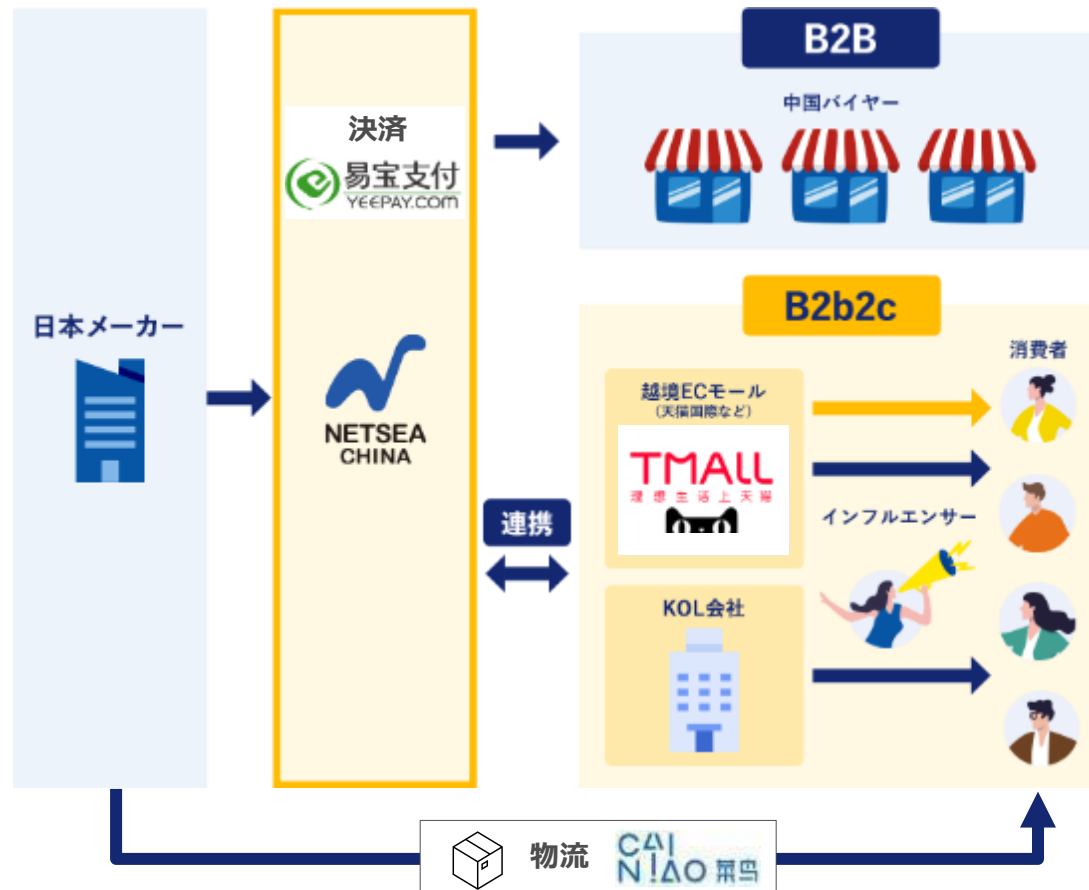 日本メーカー
決済
易宝支付
YEEPAY.COM
NETSEA
CHINA
B2B
中国バイヤー
連携
B2b2c
越境ECモール
(天猫国際など)
TMALL
理想生活上天猫
KOL会社
インフルエンサー
消費者
物流
CAI
NIAO 菜鸟